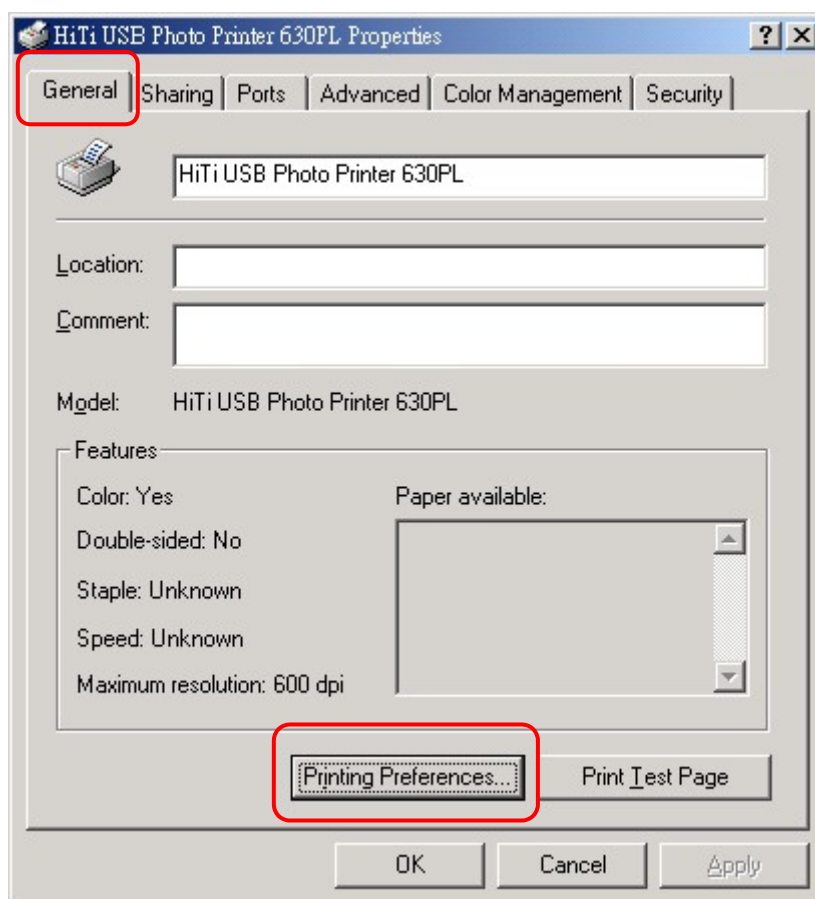 HiTi USB Photo Printer 630PL Properties
General Sharing Ports Advanced Color Management Security
HiTi USB Photo Printer 630PL
Location:
Comment:
Model: HiTi USB Photo Printer 630PL
Features
Color: Yes Paper available:
Double-sided: No
Staple: Unknown
Speed: Unknown
Maximum resolution: 600 dpi
Printing Preferences... Print Test Page
OK Cancel Apply